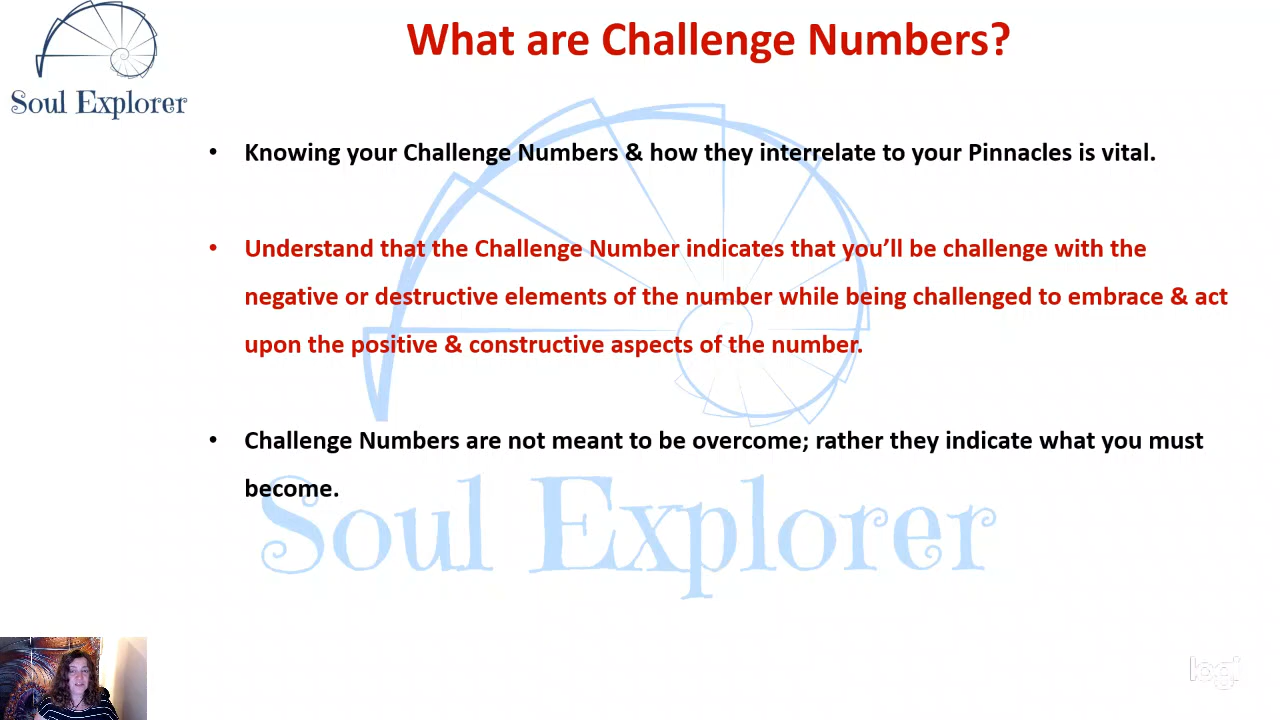 What are Challenge Numbers?
Soul Explorer
• Knowing your Challenge Numbers & how they interrelate to your Pinnacles is vital.
• Understand that the Challenge Number indicates that you’ll be challenge with the
negative or destructive elements of the number while being challenged to embrace & act
upon the positive & constructive aspects of the number.
• Challenge Numbers are not meant to be overcome; rather they indicate what you must
become.
Soul Explorer
logi